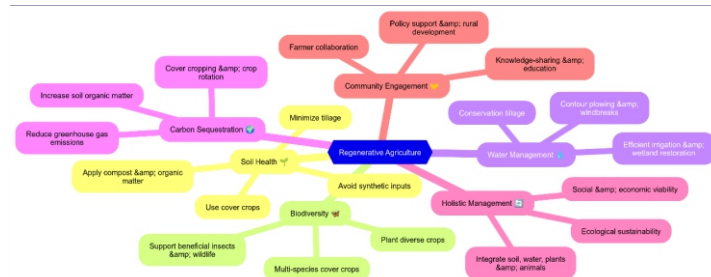 Policy support &amp; rural
development
Farmer collaboration
Knowledge-sharing &amp;
education
Community Engagement 🤝
Cover cropping &amp; crop
rotation
Increase soil organic matter
Reduce greenhouse gas
emissions
Carbon Sequestration 🌍
Minimize tillage
Soil Health 🌱
Apply compost &amp; organic
matter
Use cover crops
Avoid synthetic inputs
Regenerative Agriculture
Conservation tillage
Contour plowing &amp;
windbreaks
Water Management 💧
Efficient irrigation &amp;
wetland restoration
Biodiversity 🦋
Support beneficial insects
&amp; wildlife
Multi-species cover crops
Plant diverse crops
Holistic Management 🔄
Social &amp; economic viability
Ecological sustainability
Integrate soil, water, plants
&amp; animals